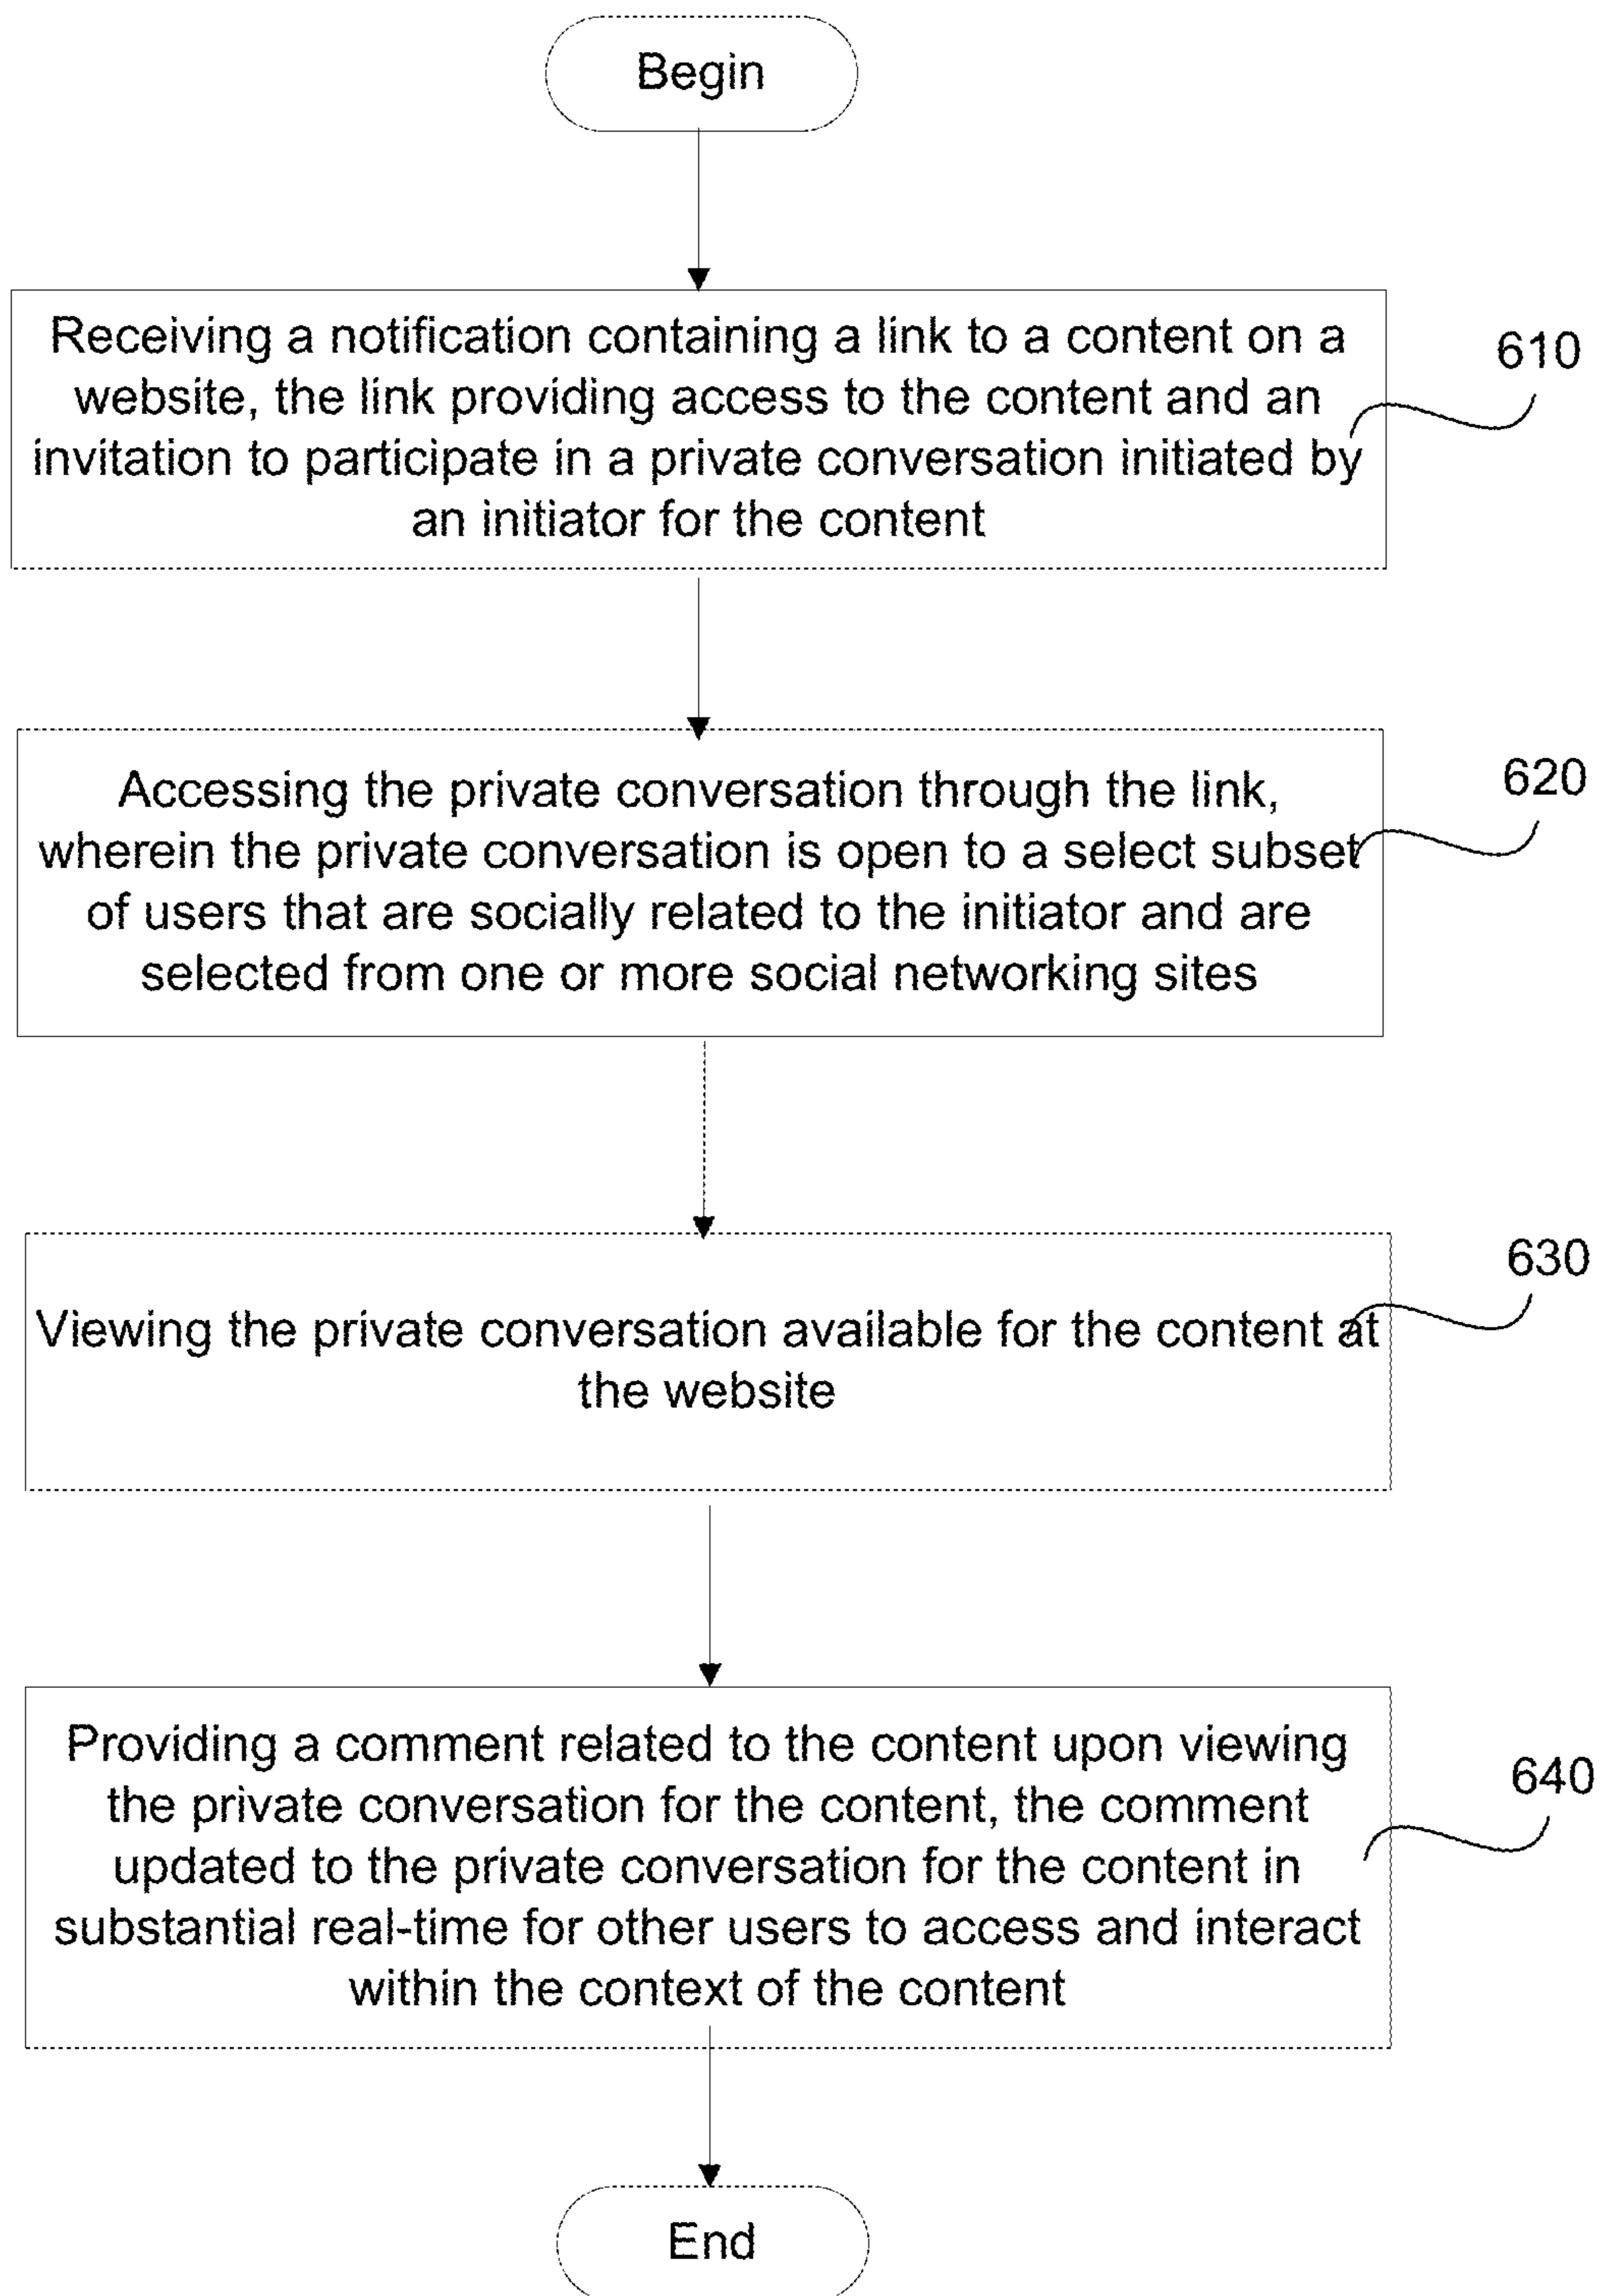 Begin
Receiving a notification containing a link to a content on a
website, the link providing access to the content and an
invitation to participate in a private conversation initiated by
an initiator for the content
610
Accessing the private conversation through the link,
wherein the private conversation is open to a select subset
of users that are socially related to the initiator and are
selected from one or more social networking sites
620
Viewing the private conversation available for the content at
the website
630
Providing a comment related to the content upon viewing
the private conversation for the content, the comment
updated to the private conversation for the content in
substantial real-time for other users to access and interact
within the context of the content
640
End